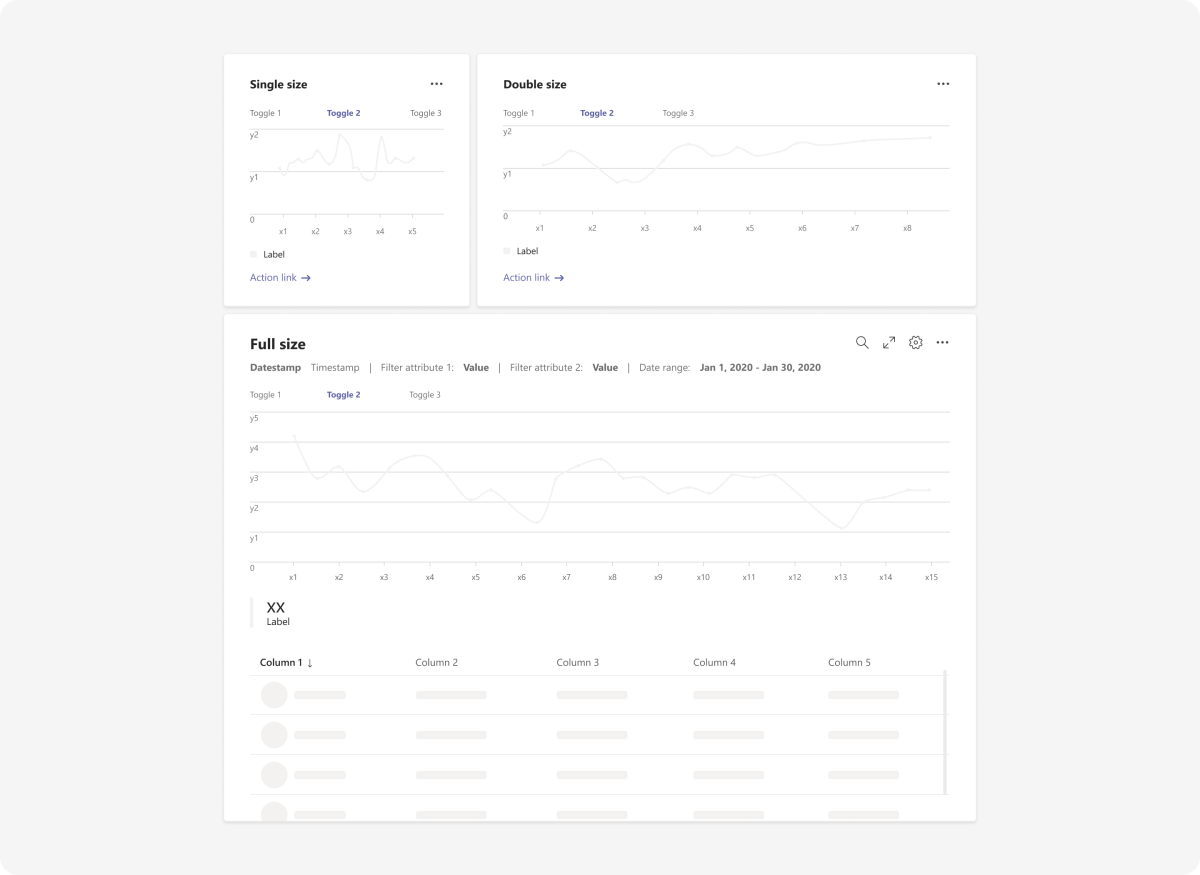 Single size
Toggle 1 Toggle 2 Toggle 3
y2
y1
0
x1 x2 x3 x4 x5
Label
Action link →
Double size
Toggle 1 Toggle 2 Toggle 3
y2
y1
0
x1 x2 x3 x4 x5 x6 x7 x8
Label
Action link →
Full size
Datestamp Timestamp | Filter attribute 1: Value | Filter attribute 2: Value | Date range: Jan 1, 2020 - Jan 30, 2020
Toggle 1 Toggle 2 Toggle 3
y5
y4
y3
y2
y1
0
x1 x2 x3 x4 x5 x6 x7 x8 x9 x10 x11 x12 x13 x14 x15
XX
Label
Column 1 ↓ Column 2 Column 3 Column 4 Column 5